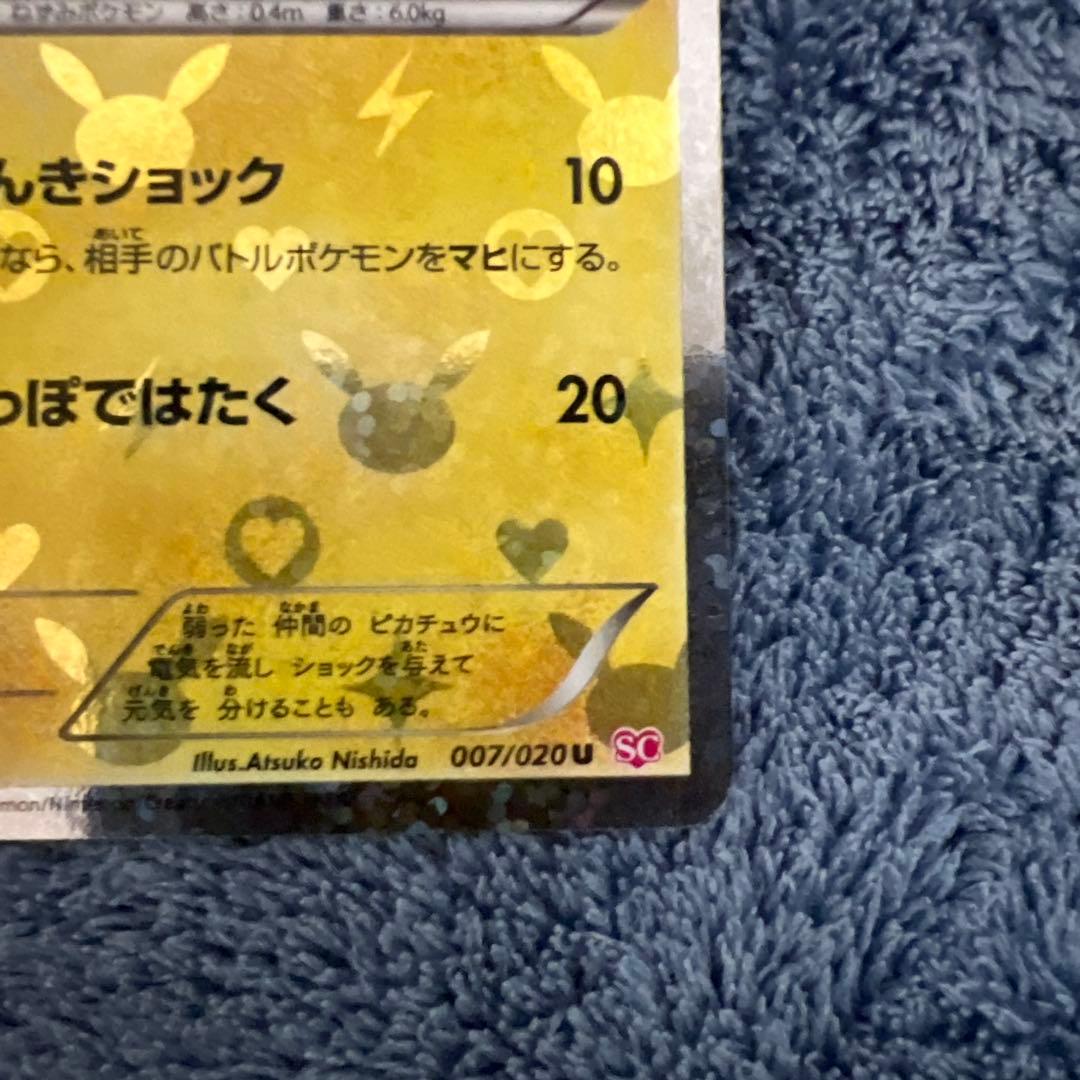 ねずみポケモン 高さ：0.4m 重さ：6.0kg
んきショック 10
なら、相手のバトルポケモンをマヒにする。
っぽではたく 20
弱った 仲間の ピカチュウに
電気を流し ショックを与えて
元気を 分けることも ある。
Illus.Atsuko Nishida 007/020 U SC